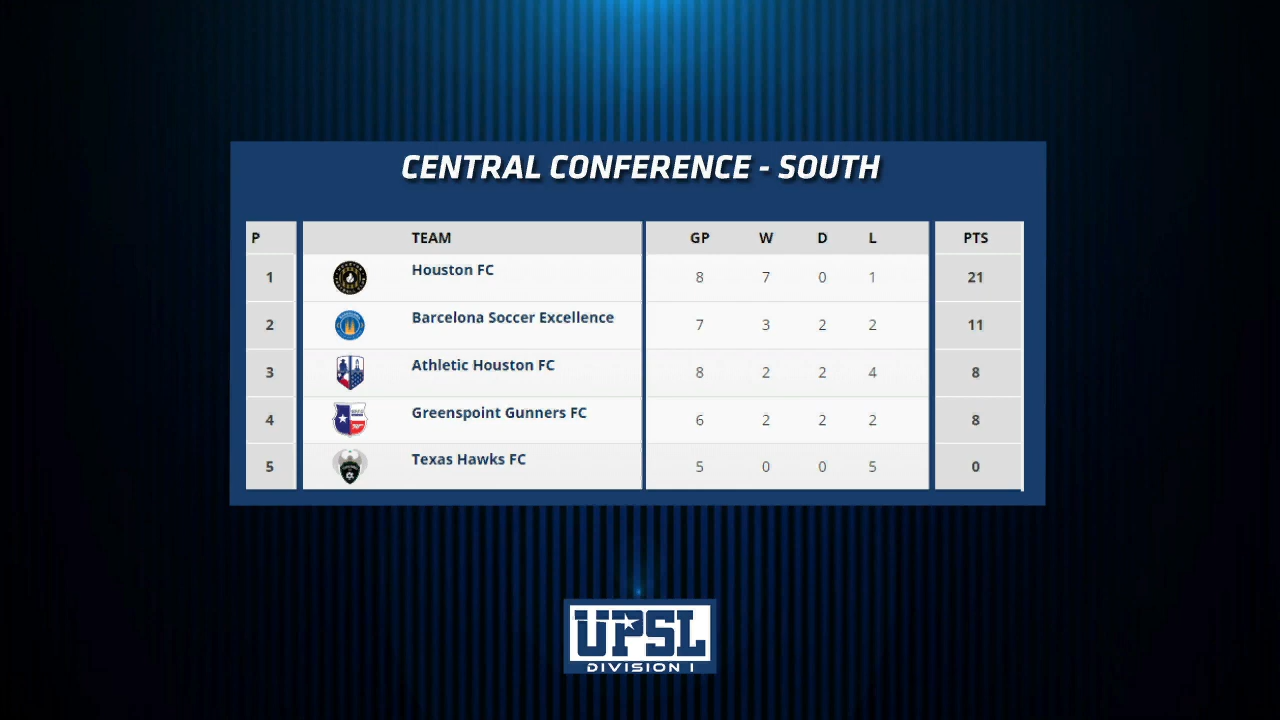 CENTRAL CONFERENCE - SOUTH
P TEAM GP W D L PTS
1 Houston FC 8 7 0 1 21
2 Barcelona Soccer Excellence 7 3 2 2 11
3 Athletic Houston FC 8 2 2 4 8
4 Greenspoint Gunners FC 6 2 2 2 8
5 Texas Hawks FC 5 0 0 5 0
UPSL
DIVISION I